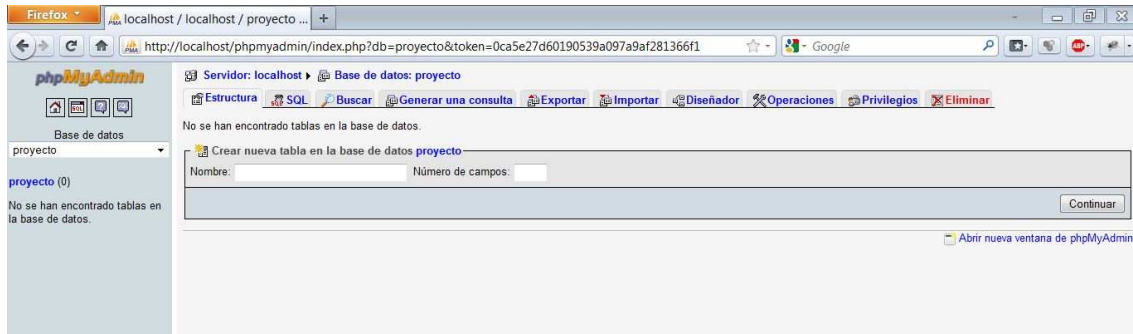 Firefox
localhost / localhost / proyecto ...
http://localhost/phpmyadmin/index.php?db=proyecto&token=0ca5e27d60190539a097a9af281366f1
Google
ABP
phpMyAdmin
SQL
Base de datos
proyecto
proyecto (0)
No se han encontrado tablas en
la base de datos.
Servidor: localhost Base de datos: proyecto
Estructura SQL Buscar Generar una consulta Exportar Importar Diseñador Operaciones Privilegios Eliminar
No se han encontrado tablas en la base de datos.
Crear nueva tabla en la base de datos proyecto
Nombre: Número de campos:
Continuar
Abrir nueva ventana de phpMyAdmin